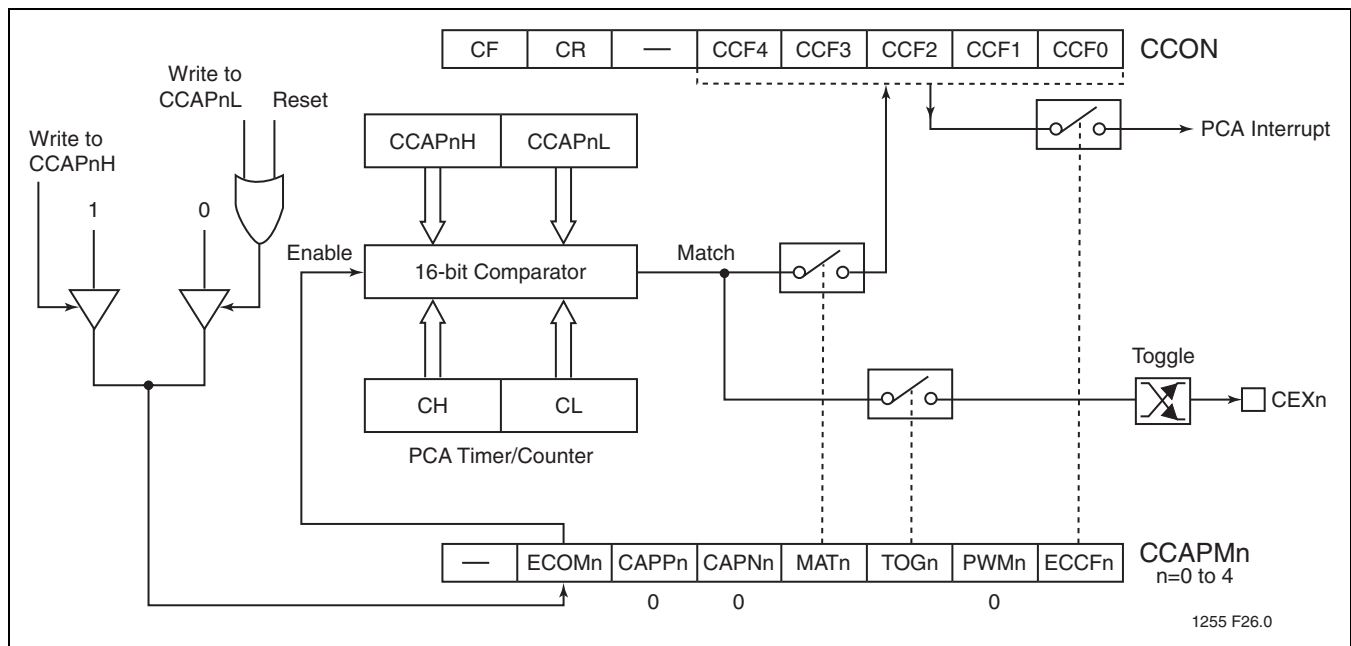 CF CR — CCF4 CCF3 CCF2 CCF1 CCF0 CCON
Write to
CCAPnL
Reset
Write to
CCAPnH
CCAPnH CCAPnL
PCA Interrupt
1 0
Enable
16-bit Comparator
Match
Toggle
CH CL
CEXn
PCA Timer/Counter
— ECOMn CAPPn CAPNn MATn TOGn PWMn ECCFn CCAPMn
n=0 to 4
0 0 0
1255 F26.0